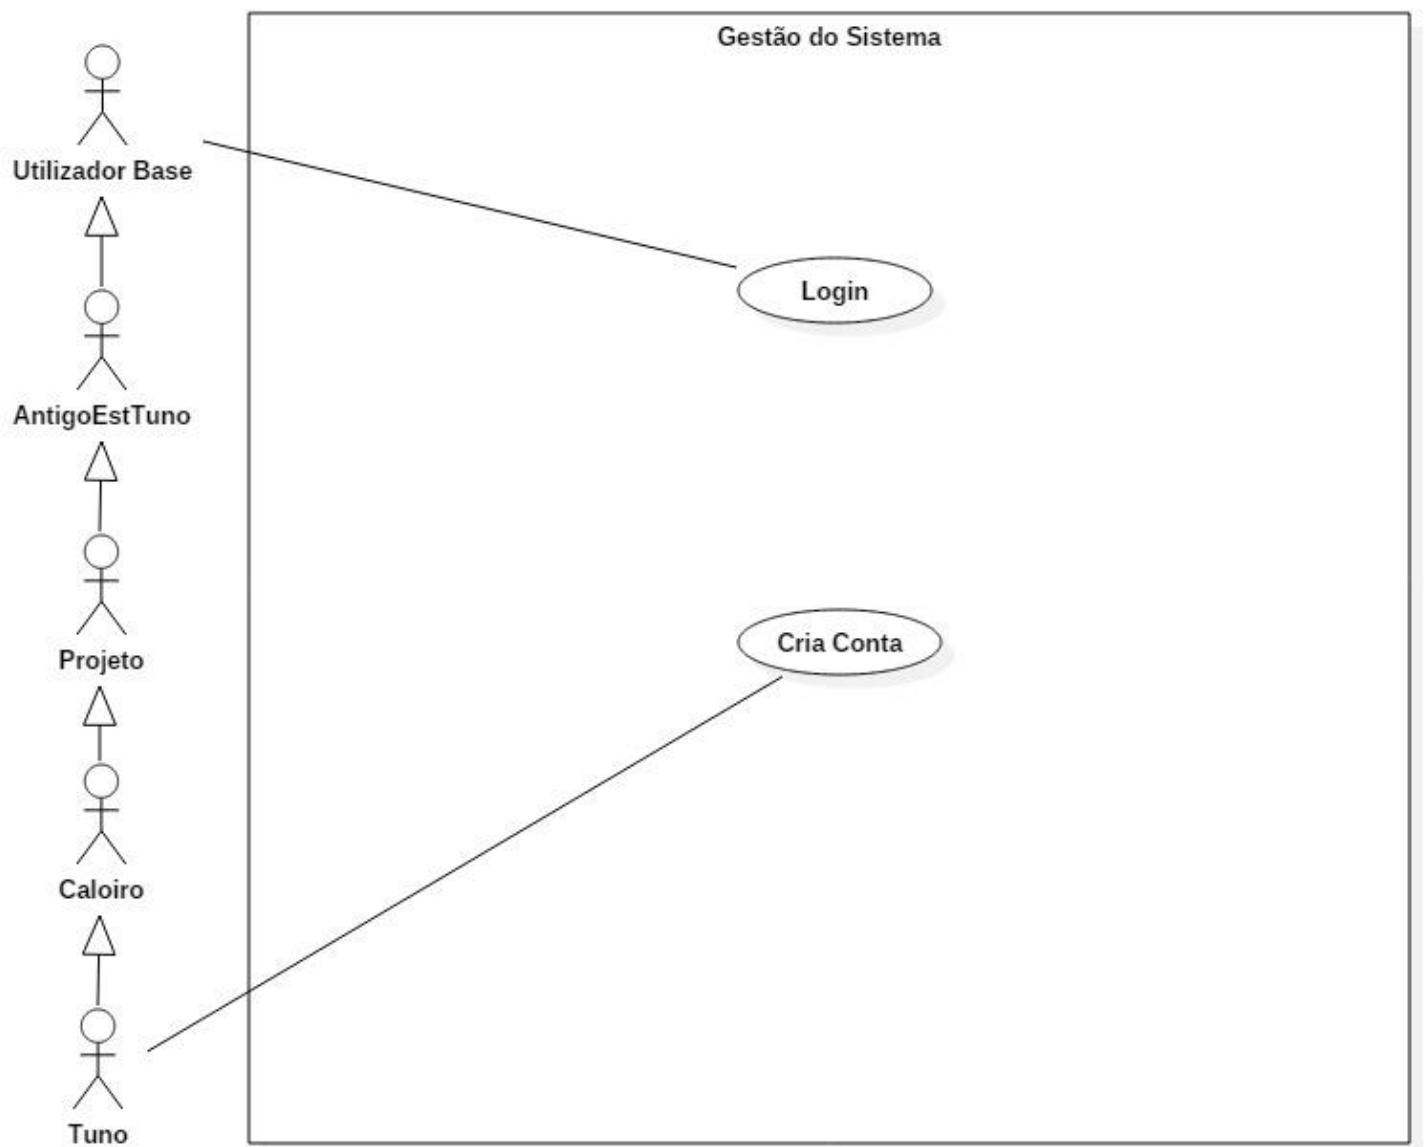 Gestão do Sistema
Utilizador Base
Login
AntigoEstTuno
Cria Conta
Projeto
Caloiro
Tuno